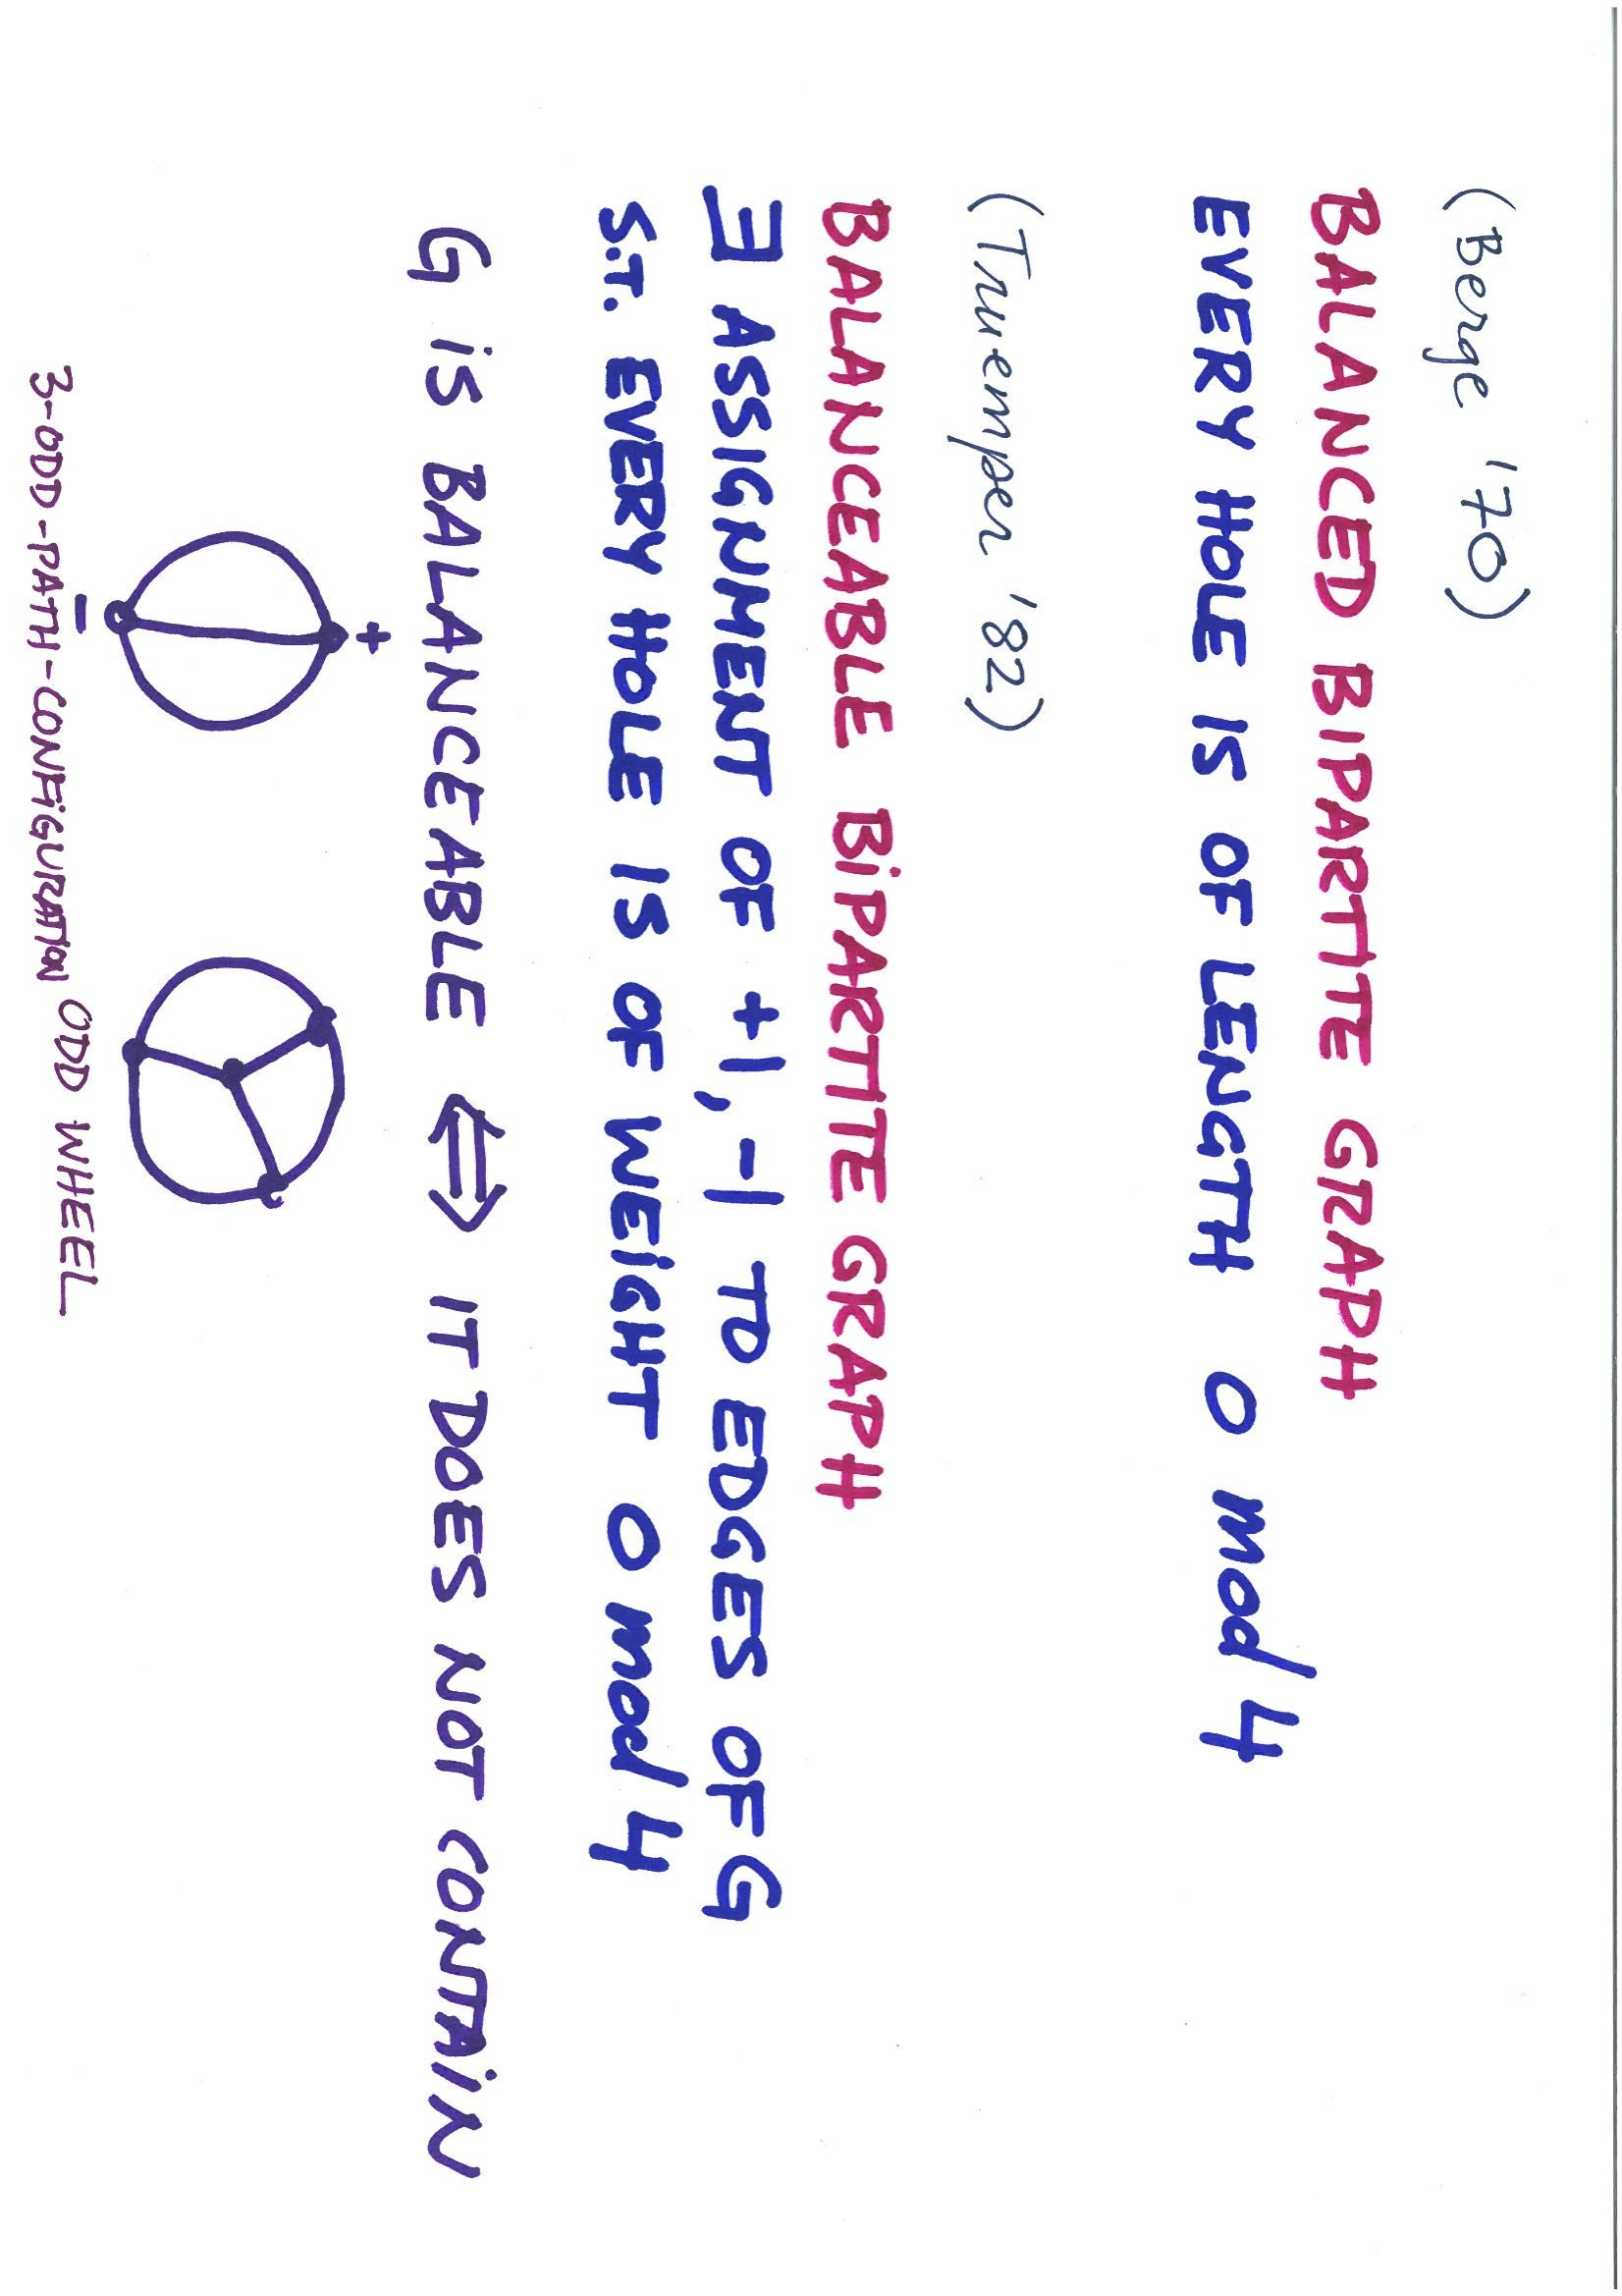 (Berge '70)
BALANCED BIPARTITE GRAPH
EVERY HOLE IS OF LENGTH 0 mod 4
(Truemper '82)
BALANCEABLE BIPARTITE GRAPH
∃ ASSIGNMENT OF +1, -1 TO EDGES OF G
S.T. EVERY HOLE IS OF WEIGHT 0 mod 4
G IS BALANCEABLE ⇔ IT DOES NOT CONTAIN
+
-
3-ODD-PATH-CONFIGURATION ODD WHEEL